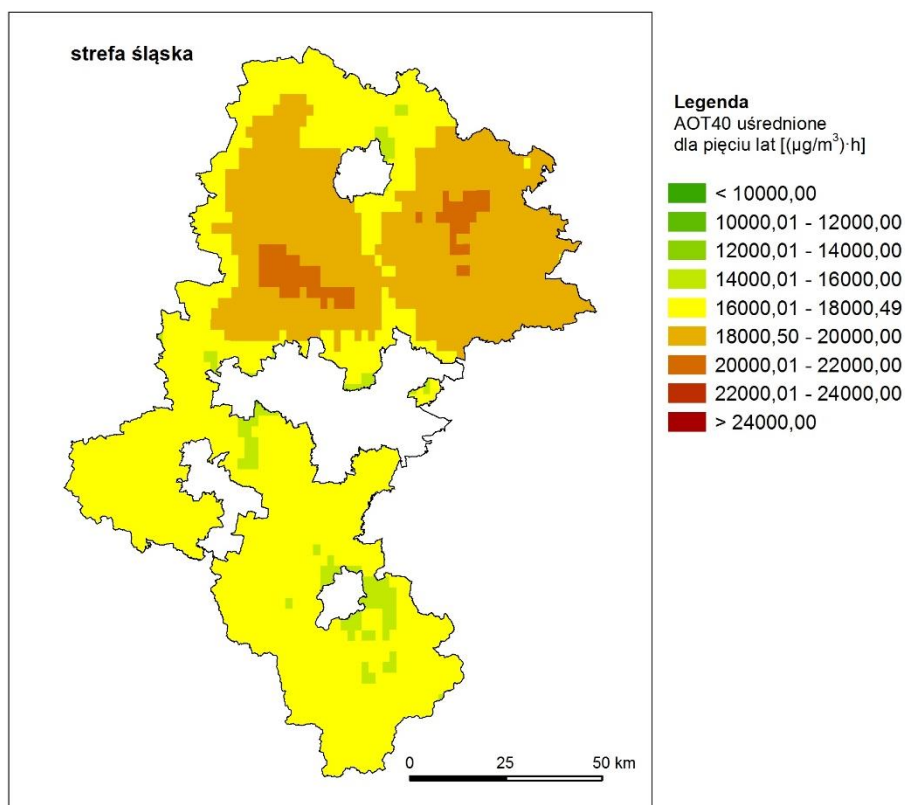 strefa śląska
Legenda
AOT40 uśrednione
dla pięciu lat [(µg/m³)·h]
< 10000,00
10000,01 - 12000,00
12000,01 - 14000,00
14000,01 - 16000,00
16000,01 - 18000,49
18000,50 - 20000,00
20000,01 - 22000,00
22000,01 - 24000,00
> 24000,00
0 25 50 km